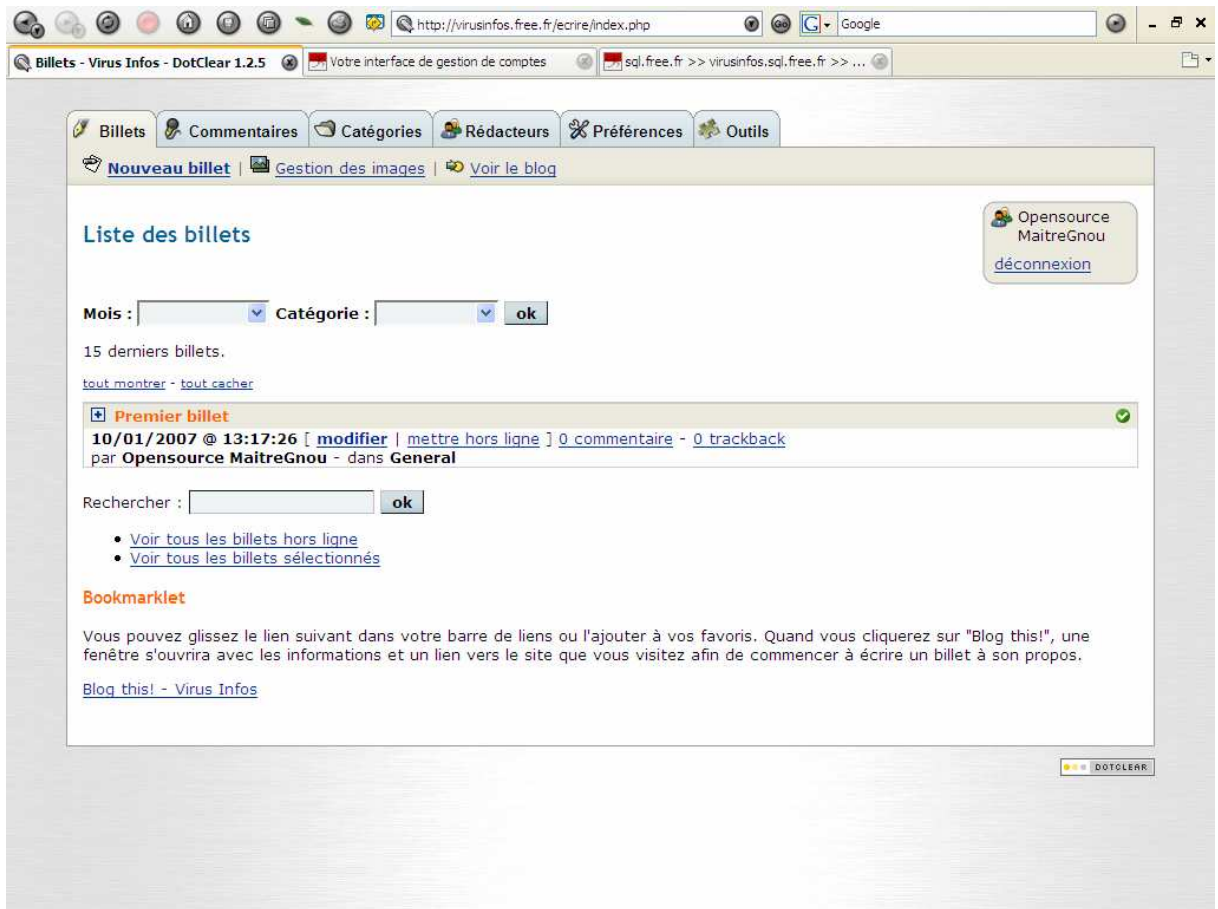 http://virusinfos.free.fr/ecrire/index.php G Google
Billets - Virus Infos - DotClear 1.2.5 Votre interface de gestion de comptes sql.free.fr >> virusinfos.sql.free.fr >> ...
Billets Commentaires Catégories Rédacteurs Préférences Outils
Nouveau billet | Gestion des images | Voir le blog
Opensource
MaitreGnou
déconnexion
Liste des billets
Mois : Catégorie : ok
15 derniers billets.
tout montrer - tout cacher
Premier billet
10/01/2007 @ 13:17:26 [ modifier | mettre hors ligne ] 0 commentaire - 0 trackback
par Opensource MaitreGnou - dans General
Rechercher : ok
• Voir tous les billets hors ligne
• Voir tous les billets sélectionnés
Bookmarklet
Vous pouvez glissez le lien suivant dans votre barre de liens ou l'ajouter à vos favoris. Quand vous cliquerez sur "Blog this!", une
fenêtre s'ouvrira avec les informations et un lien vers le site que vous visitez afin de commencer à écrire un billet à son propos.
Blog this! - Virus Infos
DOTCLEAR